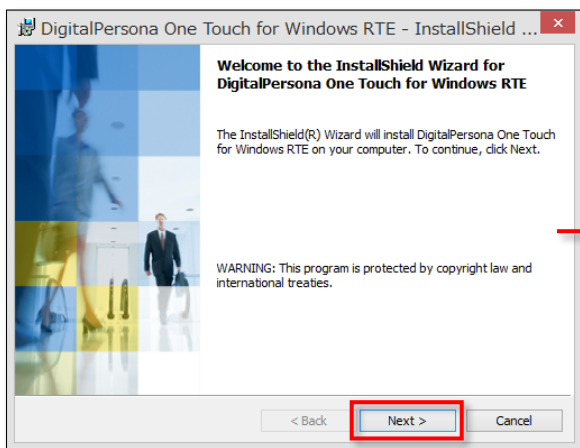 DigitalPersona One Touch for Windows RTE - InstallShield ...
Welcome to the InstallShield Wizard for
DigitalPersona One Touch for Windows RTE
The InstallShield(R) Wizard will install DigitalPersona One Touch
for Windows RTE on your computer. To continue, click Next.
WARNING: This program is protected by copyright law and
international treaties.
< Back
Next >
Cancel